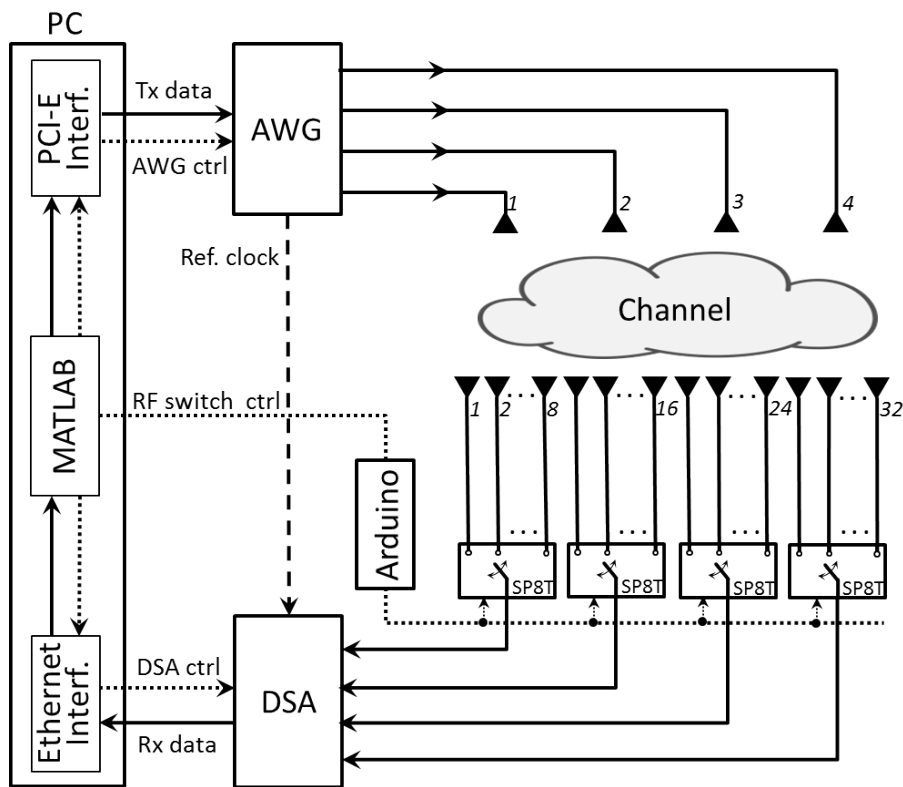 PC
PCI-E
Interf.
Tx data
AWG ctrl
AWG
1
2
3
4
Ref. clock
Channel
MATLAB
RF switch ctrl
1
2
...
8
...
16
...
24
...
32
Arduino
...
...
...
...
SP8T
SP8T
SP8T
SP8T
Ethernet
Interf.
DSA ctrl
Rx data
DSA